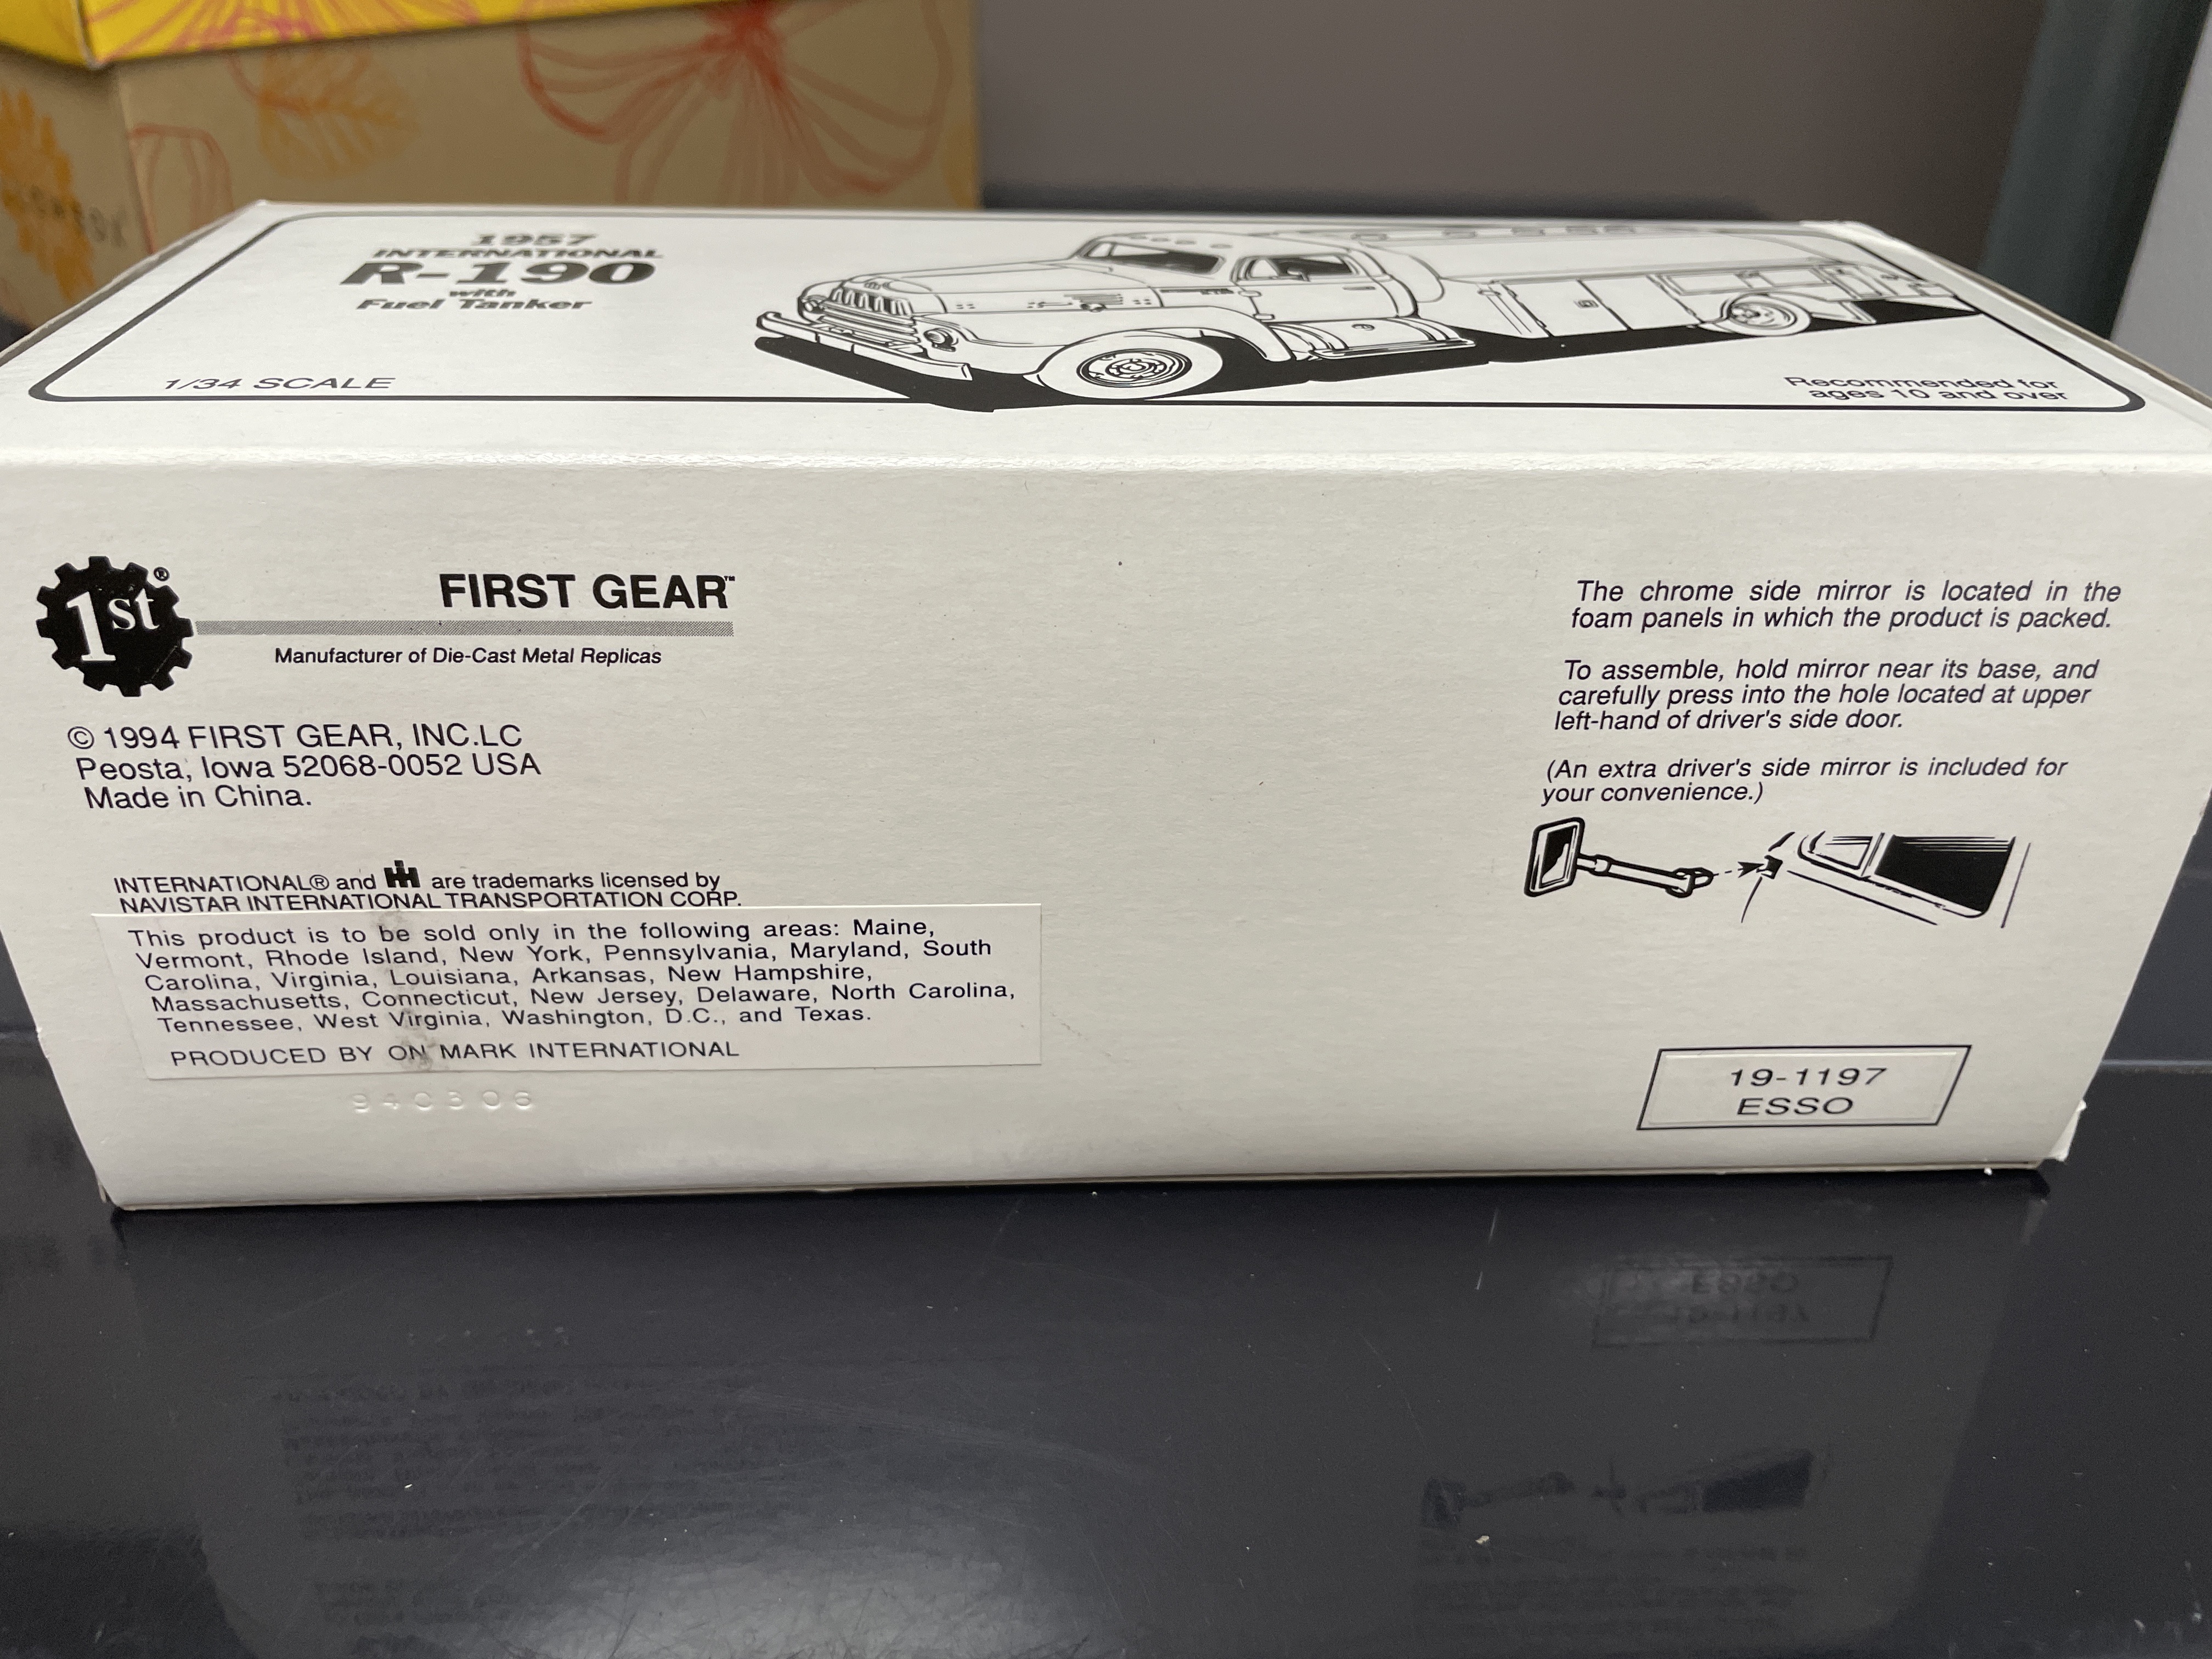 1957
INTERNATIONAL
R-190
with
Fuel Tanker
1/34 SCALE
Recommended for
ages 10 and over
1st®
FIRST GEAR™
Manufacturer of Die-Cast Metal Replicas
© 1994 FIRST GEAR, INC.LC
Peosta, Iowa 52068-0052 USA
Made in China.
INTERNATIONAL® and IH are trademarks licensed by
NAVISTAR INTERNATIONAL TRANSPORTATION CORP.
This product is to be sold only in the following areas: Maine,
Vermont, Rhode Island, New York, Pennsylvania, Maryland, South
Carolina, Virginia, Louisiana, Arkansas, New Hampshire,
Massachusetts, Connecticut, New Jersey, Delaware, North Carolina,
Tennessee, West Virginia, Washington, D.C., and Texas.
PRODUCED BY ON MARK INTERNATIONAL
940306
The chrome side mirror is located in the
foam panels in which the product is packed.
To assemble, hold mirror near its base, and
carefully press into the hole located at upper
left-hand of driver's side door.
(An extra driver's side mirror is included for
your convenience.)
19-1197
ESSO